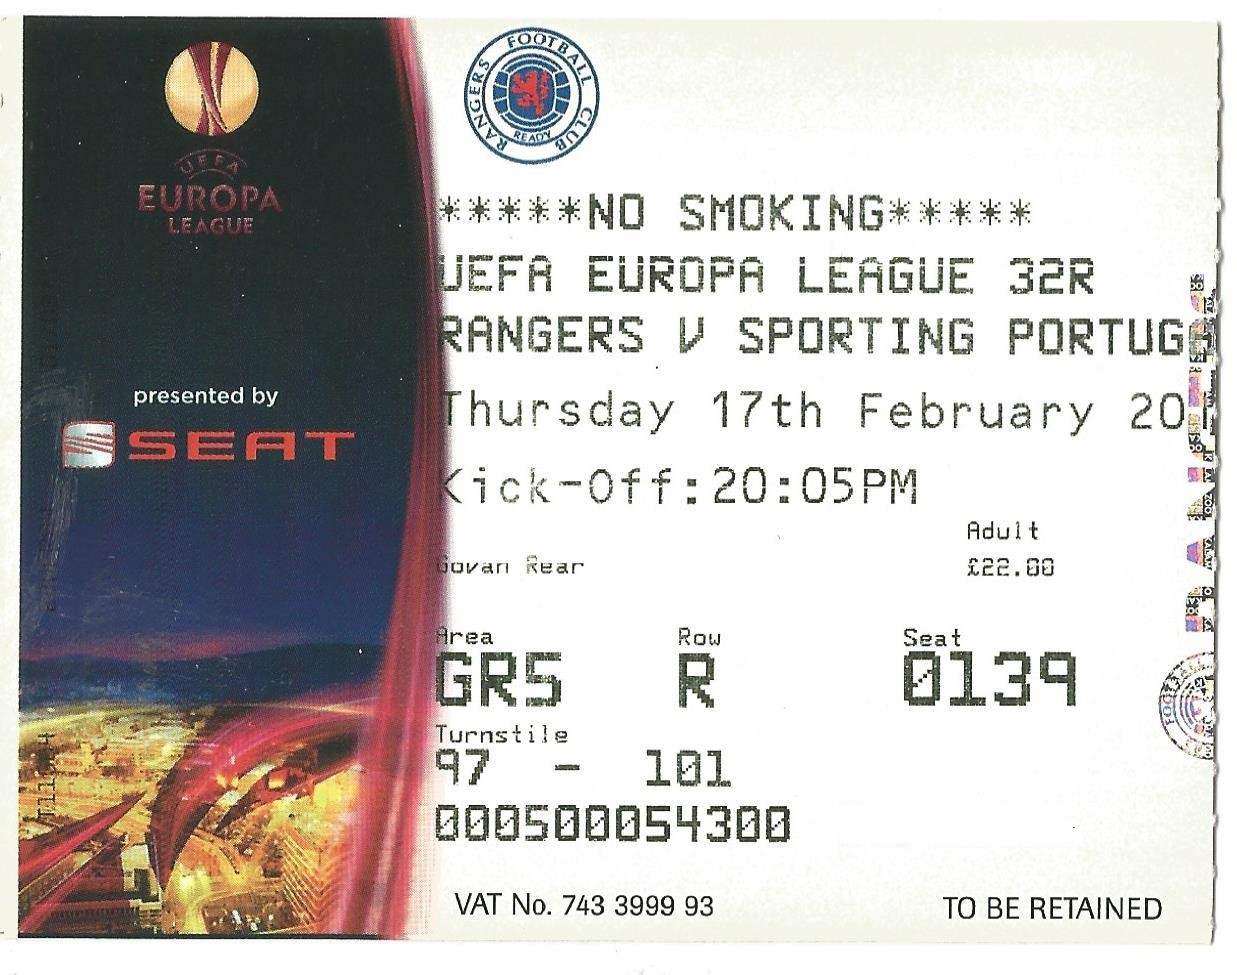 UEFA
EUROPA
LEAGUE
presented by
SEAT
RANGERS FOOTBALL CLUB
READY
*****NO SMOKING*****
UEFA EUROPA LEAGUE 32R
RANGERS V SPORTING PORTUG
Thursday 17th February 20
Kick-Off:20:05PM
Adult
Govan Rear £22.00
Area Row Seat
GR5 R 0139
Turnstile
97 - 101
000500054300
VAT No. 743 3999 93 TO BE RETAINED